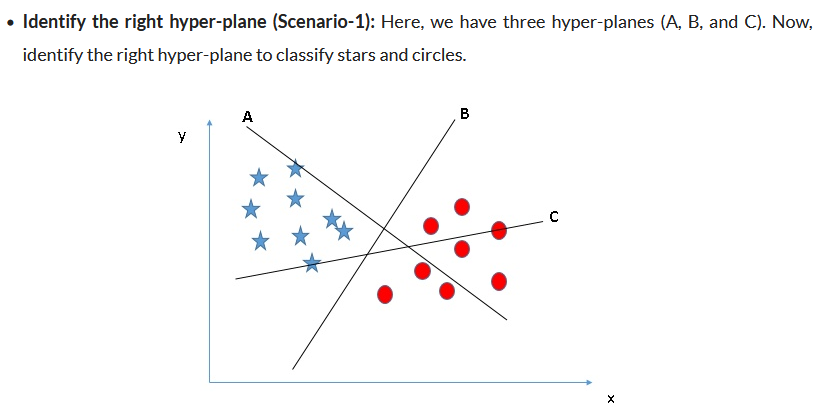 • Identify the right hyper-plane (Scenario-1): Here, we have three hyper-planes (A, B, and C). Now,
identify the right hyper-plane to classify stars and circles.
A
B
y
C
x